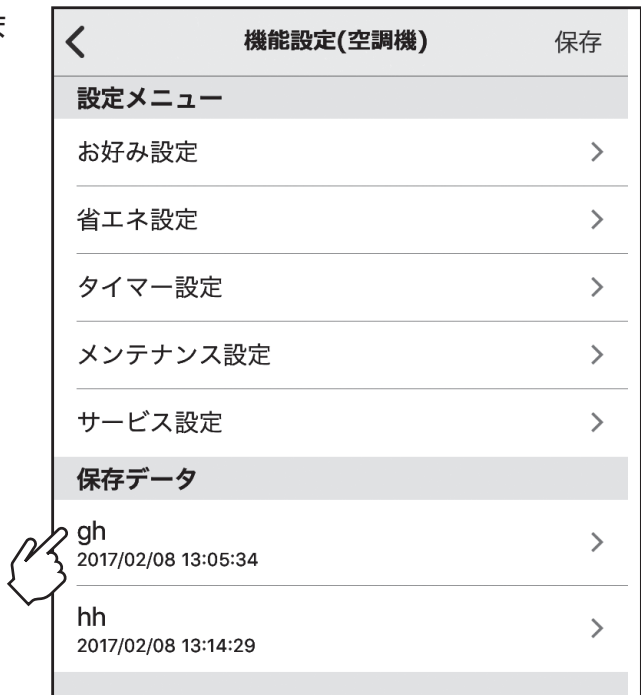 機能設定(空調機)
保存
設定メニュー
お好み設定
省エネ設定
タイマー設定
メンテナンス設定
サービス設定
保存データ
gh
2017/02/08 13:05:34
hh
2017/02/08 13:14:29